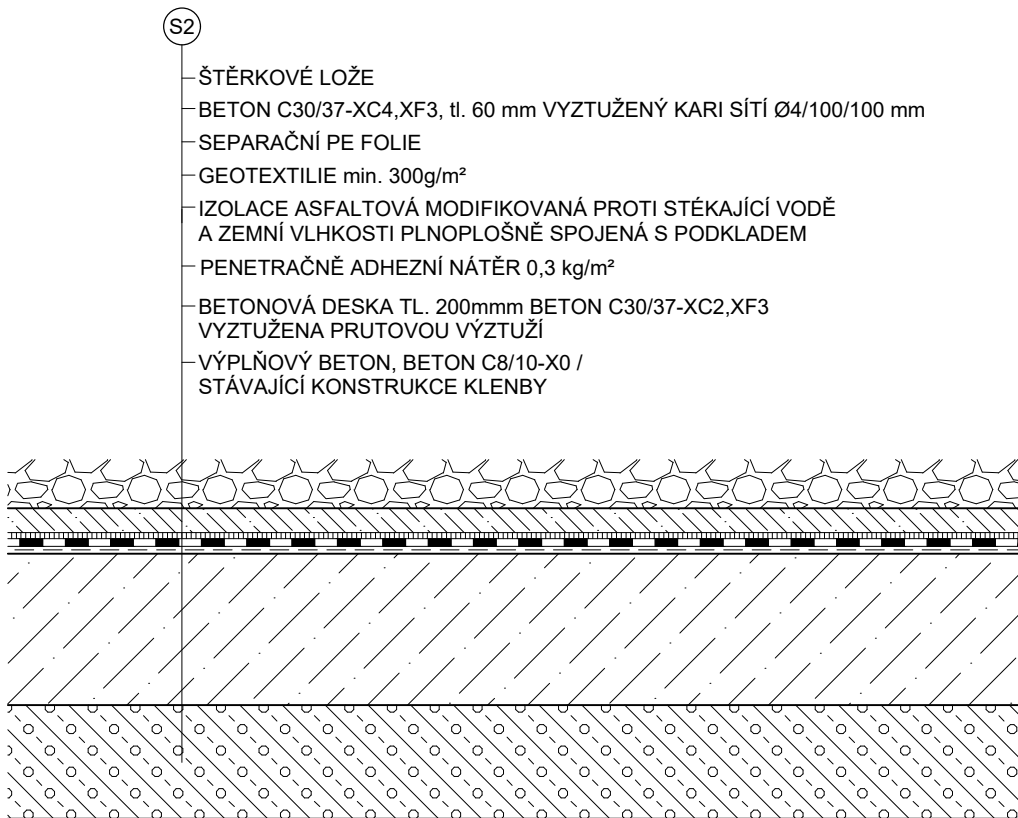 S2
ŠTĚRKOVÉ LOŽE
BETON C30/37-XC4,XF3, tl. 60 mm VYZTUŽENÝ KARI SÍTÍ Ø4/100/100 mm
SEPARAČNÍ PE FOLIE
GEOTEXTILIE min. 300g/m²
IZOLACE ASFALTOVÁ MODIFIKOVANÁ PROTI STÉKAJÍCÍ VODĚ
A ZEMNÍ VLHKOSTI PLNOPLOŠNĚ SPOJENÁ S PODKLADEM
PENETRAČNĚ ADHEZNÍ NÁTĚR 0,3 kg/m²
BETONOVÁ DESKA TL. 200mmm BETON C30/37-XC2,XF3
VYZTUŽENA PRUTOVOU VÝZTUŽÍ
VÝPLŇOVÝ BETON, BETON C8/10-X0 /
STÁVAJÍCÍ KONSTRUKCE KLENBY